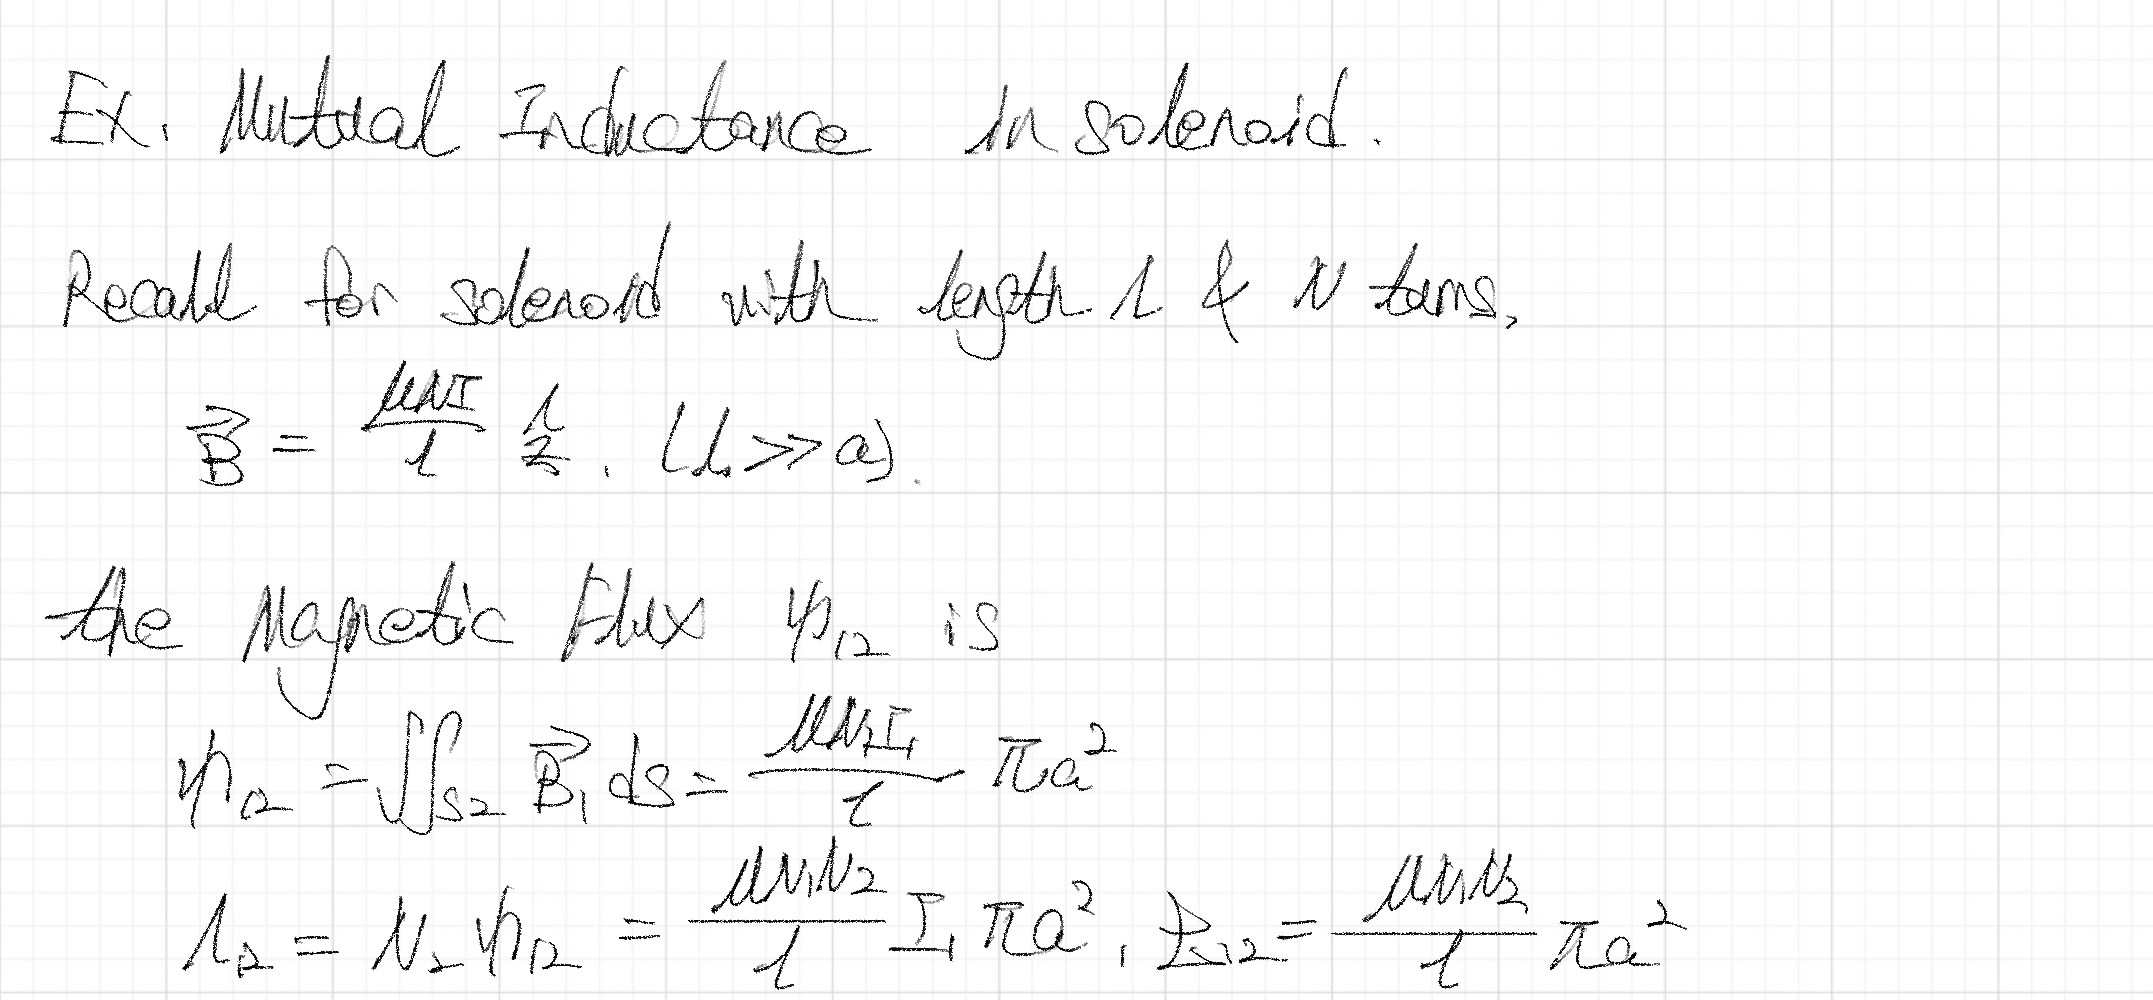 Ex. Mutual Inductance in solenoid.
Recall for solenoid with length l & N turns,
B⃗ = μNI/l ẑ. (l ≫ a).
the Magnetic Flux ψ₁₂ is
ψ₁₂ = ∬_S₂ B⃗₁ ds = μN₁I₁/l πa²
Λ₁₂ = N₂ψ₁₂ = μN₁N₂/l I₁πa², L₁₂ = μN₁N₂/l πa²